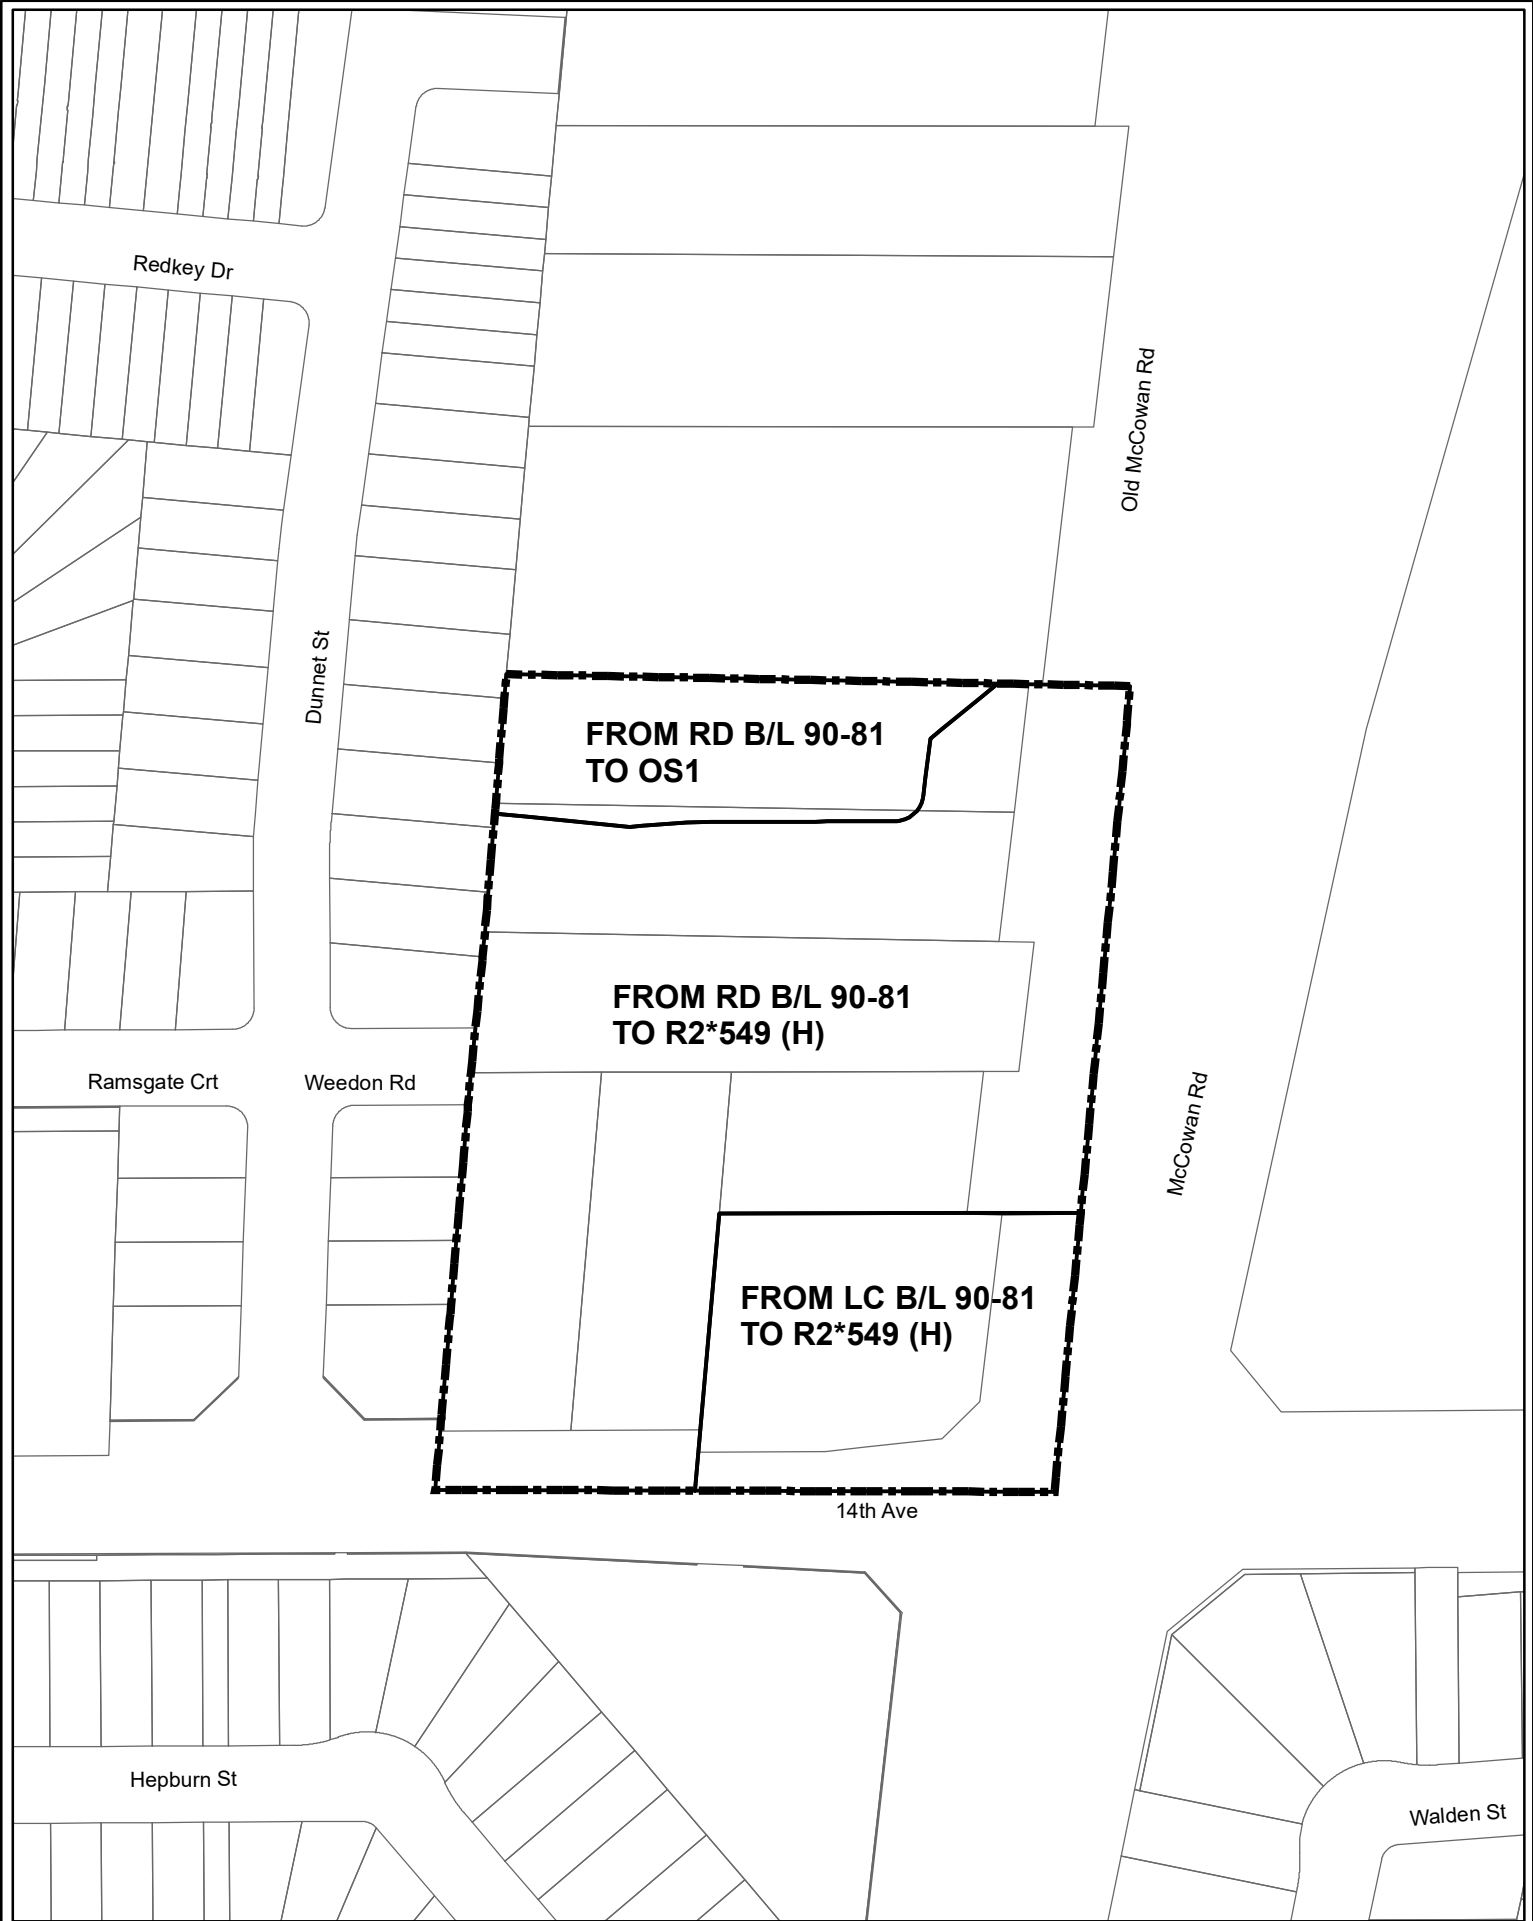 Redkey Dr
Old McCowan Rd
Dunnet St
FROM RD B/L 90-81
TO OS1
FROM RD B/L 90-81
TO R2*549 (H)
Ramsgate Crt
Weedon Rd
McCowan Rd
FROM LC B/L 90-81
TO R2*549 (H)
14th Ave
Hepburn St
Walden St